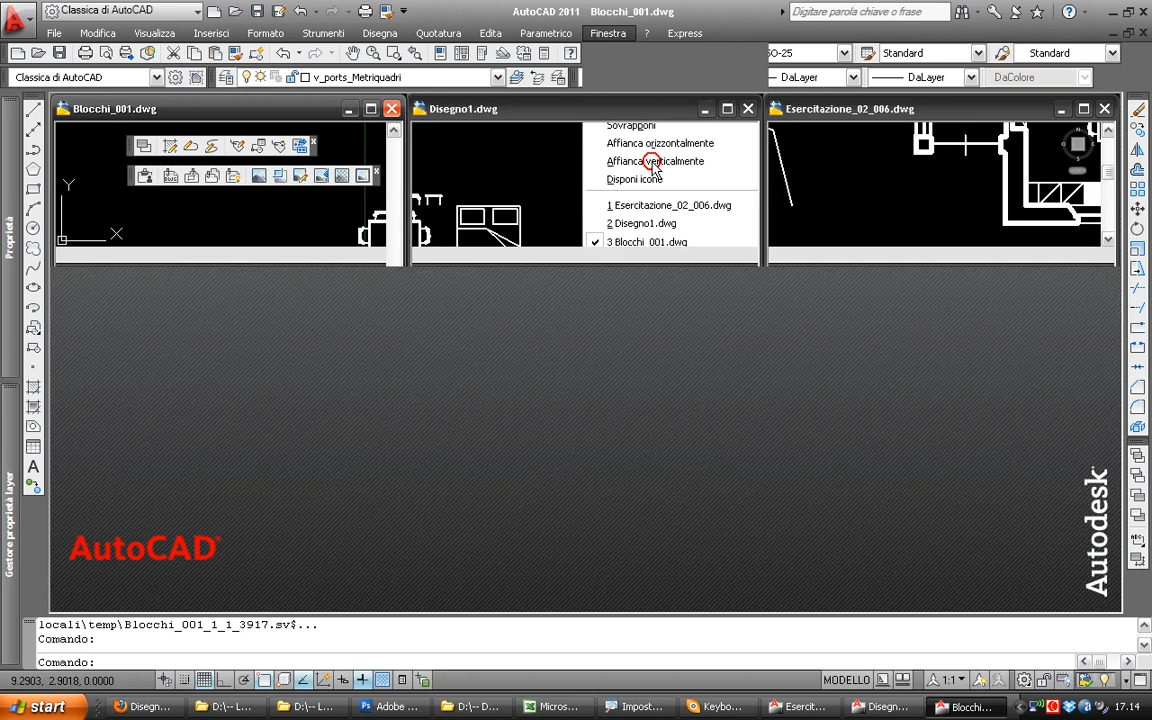 Classica di AutoCAD
AutoCAD 2011 Blocchi_001.dwg
Digitare parola chiave o frase
File Modifica Visualizza Inserisci Formato Strumenti Disegna Quotatura Edita Parametrico Finestra ? Express
SO-25 Standard Standard
Classica di AutoCAD v_ports_Metriquadri DaLayer DaLayer DaColore
Blocchi_001.dwg Disegno1.dwg Esercitazione_02_006.dwg
Sovrapponi
Affianca orizzontalmente
Affianca verticalmente
Disponi icone
1 Esercitazione_02_006.dwg
2 Disegno1.dwg
3 Blocchi_001.dwg
Y
X
Proprietà
Gestore proprietà layer
A
AutoCAD
Autodesk
locali\temp\Blocchi_001_1_1_3917.sv$...
Comando:
Comando:
9.2903, 2.9018, 0.0000 MODELLO 1:1
start Disegn... D:\-- L... D:\-- L... Adobe ... D:\-- D... Micros... Impost... Keybo... Esercit... Disegn... Blocchi... 17.14